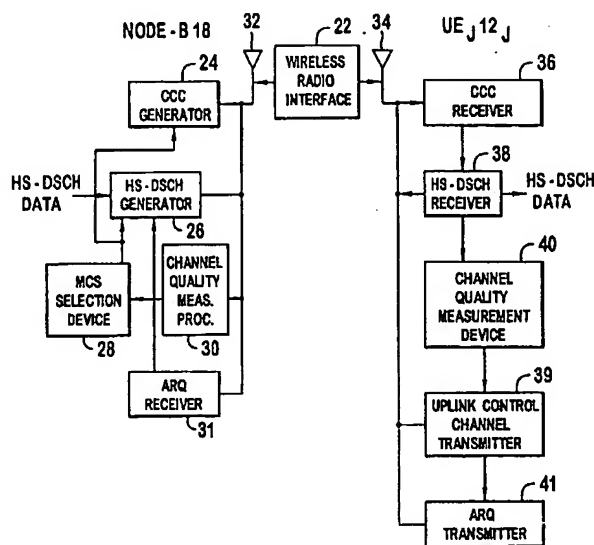 NODE-B 18
32
22
34
UE J 12 J
24
CCC
GENERATOR
WIRELESS
RADIO
INTERFACE
36
CCC
RECEIVER
38
HS-DSCH
DATA
HS-DSCH
GENERATOR
26
HS-DSCH
RECEIVER
HS-DSCH
DATA
40
MCS
SELECTION
DEVICE
28
CHANNEL
QUALITY
MEAS.
PROC.
30
CHANNEL
QUALITY
MEASUREMENT
DEVICE
39
ARQ
RECEIVER
31
UPLINK CONTROL
CHANNEL
TRANSMITTER
41
ARQ
TRANSMITTER